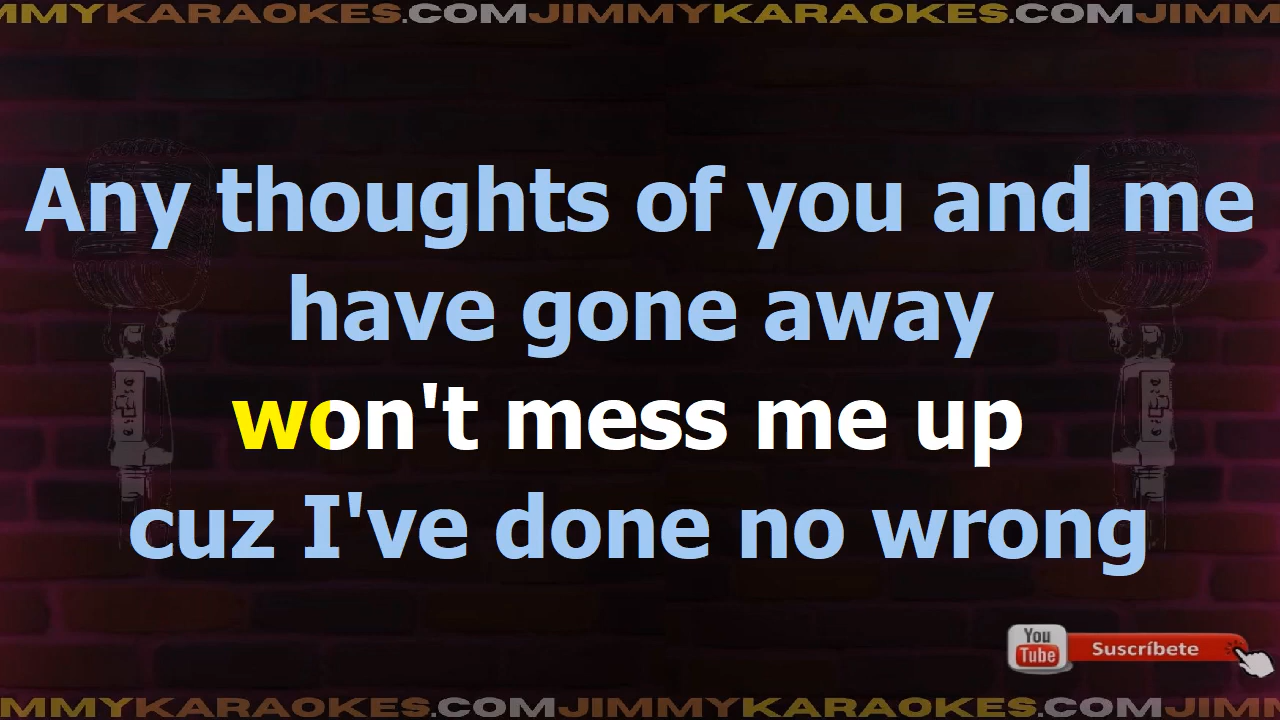 MMYKARAOKES.COMJIMMYKARAOKES.COMJIMM
Any thoughts of you and me
have gone away
won't mess me up
cuz I've done no wrong
You
Tube
Suscríbete
MMYKARAOKES.COMJIMMYKARAOKES.COMJIMM